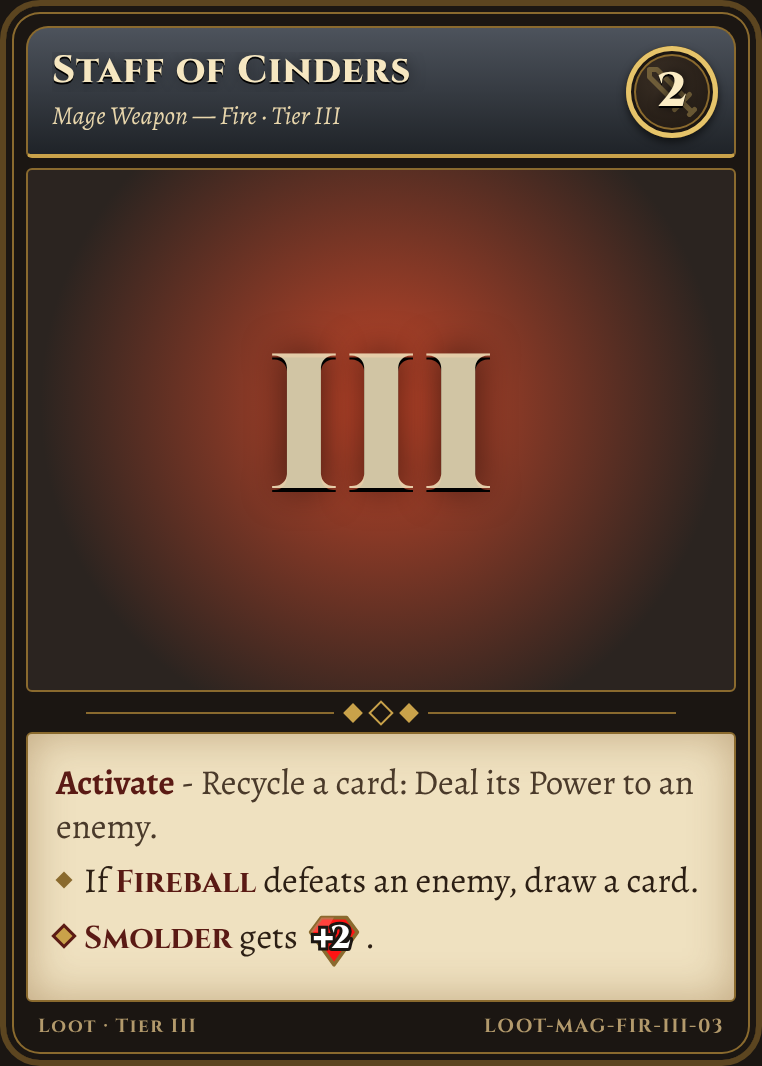 Staff of Cinders
2
Mage Weapon — Fire · Tier III
III
Activate - Recycle a card: Deal its Power to an
enemy.
If Fireball defeats an enemy, draw a card.
Smolder gets +2 .
Loot · Tier III
LOOT-MAG-FIR-III-03